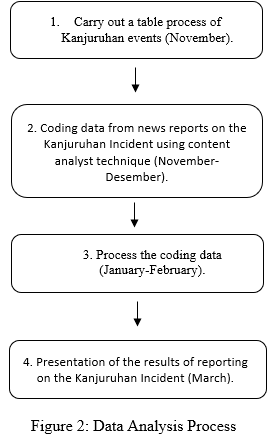 1. Carry out a table process of
Kanjuruhan events (November).
2. Coding data from news reports on the
Kanjuruhan Incident using content
analyst technique (November-
Desember).
3. Process the coding data
(January-February).
4. Presentation of the results of reporting
on the Kanjuruhan Incident (March).
Figure 2: Data Analysis Process